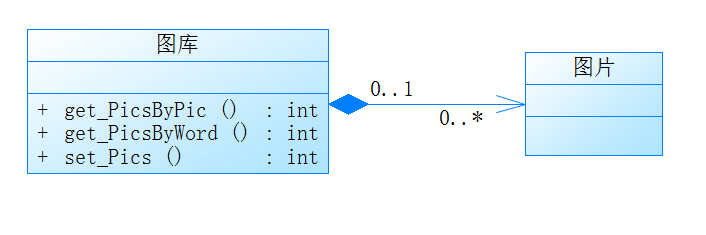 图库
+ get_PicsByPic () : int
+ get_PicsByWord () : int
+ set_Pics () : int
0..1
0..*
图片